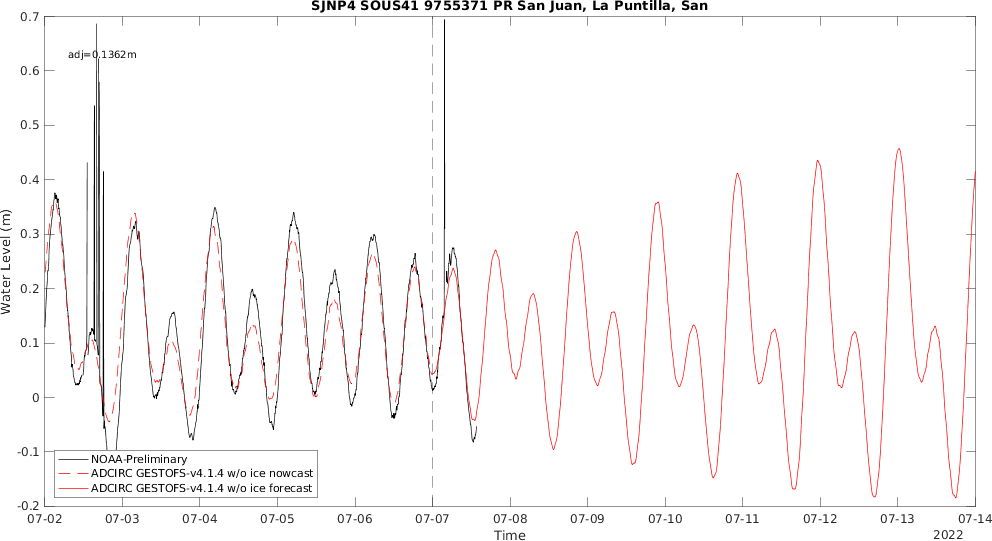 SJNP4 SOUS41 9755371 PR San Juan, La Puntilla, San
adj=0.1362m
Water Level (m)
0.7
0.6
0.5
0.4
0.3
0.2
0.1
0
-0.1
-0.2
NOAA-Preliminary
ADCIRC GESTOFS-v4.1.4 w/o ice nowcast
ADCIRC GESTOFS-v4.1.4 w/o ice forecast
07-02 07-03 07-04 07-05 07-06 07-07 07-08 07-09 07-10 07-11 07-12 07-13 07-14
Time
2022